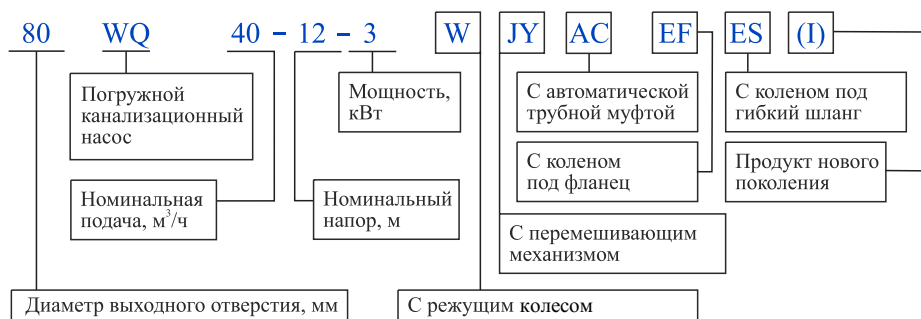 80 WQ 40 - 12 - 3 W JY AC EF ES (I)
Погружной
канализационный
насос
Мощность,
кВт
С автоматической
трубной муфтой
С коленом под
гибкий шланг
С коленом
под фланец
Продукт нового
поколения
Номинальная
подача, м³/ч
Номинальный
напор, м
С перемешивающим
механизмом
Диаметр выходного отверстия, мм
С режущим колесом